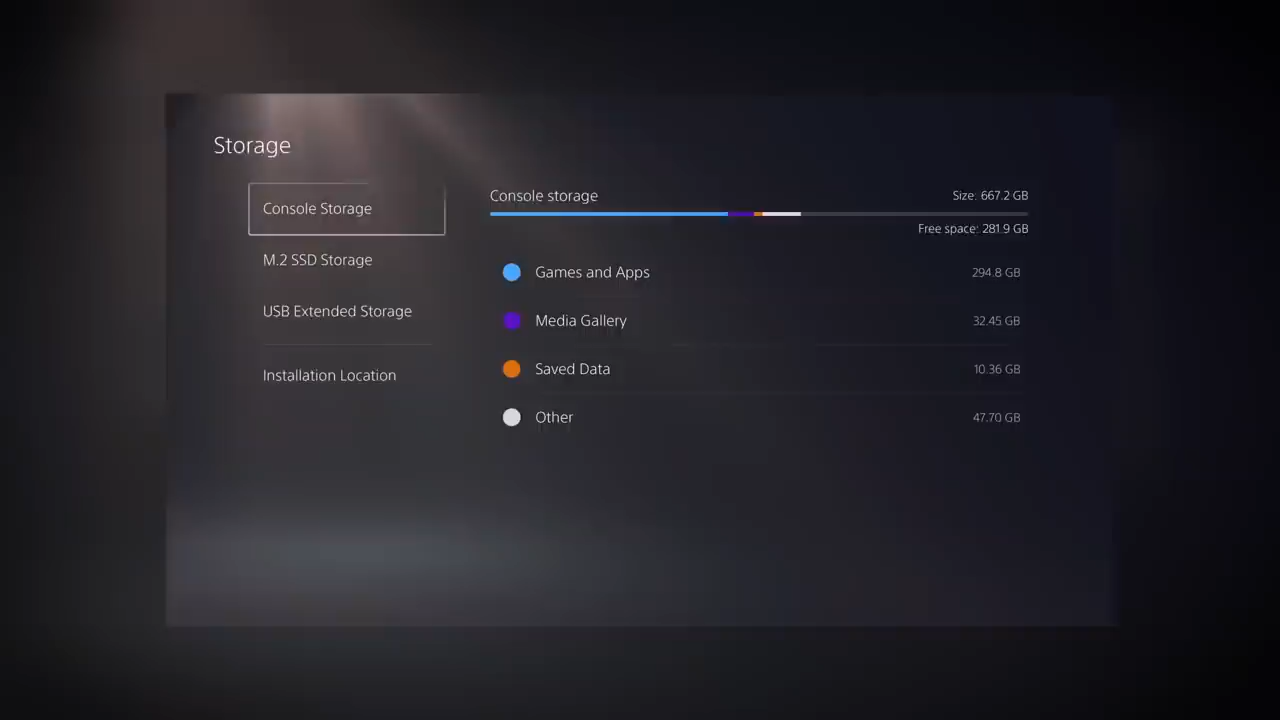 Storage
Console Storage
M.2 SSD Storage
USB Extended Storage
Installation Location
Console storage
Size: 667.2 GB
Free space: 281.9 GB
Games and Apps 294.8 GB
Media Gallery 32.45 GB
Saved Data 10.36 GB
Other 47.70 GB